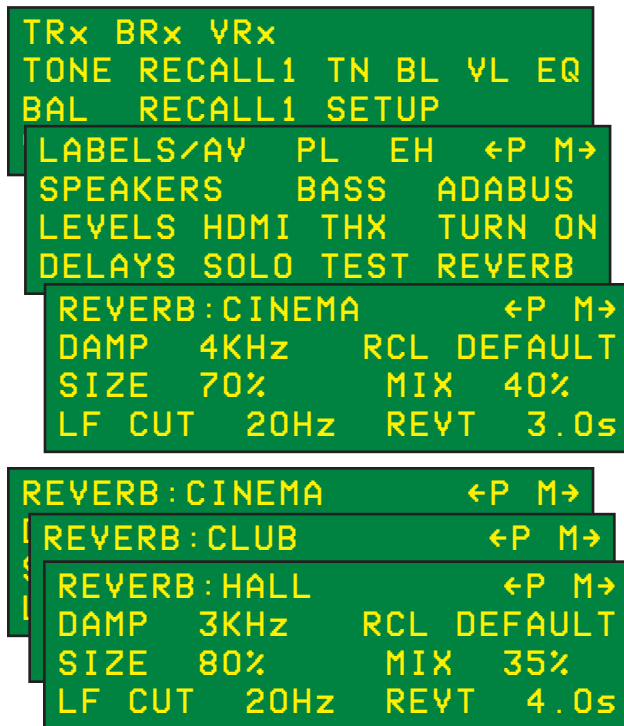 TRx BRx VRx
TONE RECALL1 TN BL VL EQ
BAL RECALL1 SETUP
LABELS/AV PL EH ←P M→
SPEAKERS BASS ADABUS
LEVELS HDMI THX TURN ON
DELAYS SOLO TEST REVERB
REVERB:CINEMA ←P M→
DAMP 4KHz RCL DEFAULT
SIZE 70% MIX 40%
LF CUT 20Hz REVT 3.0s
REVERB:CINEMA ←P M→
REVERB:CLUB ←P M→
REVERB:HALL ←P M→
DAMP 3KHz RCL DEFAULT
SIZE 80% MIX 35%
LF CUT 20Hz REVT 4.0s